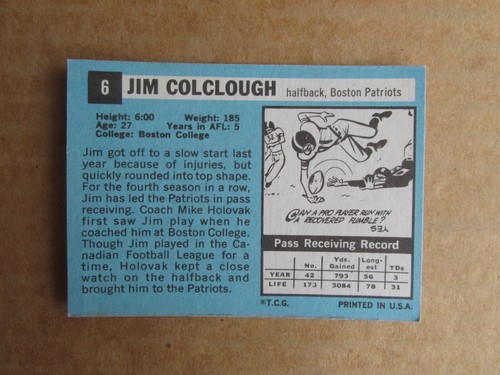 6 JIM COLCLOUGH halfback, Boston Patriots
Height: 6:00 Weight: 185
Age: 27 Years in AFL: 5
College: Boston College
Jim got off to a slow start last
year because of injuries, but
quickly rounded into top shape.
For the fourth season in a row,
Jim has led the Patriots in pass
receiving. Coach Mike Holovak
first saw Jim play when he
coached him at Boston College.
Though Jim played in the Ca-
nadian Football League for a
time, Holovak kept a close
watch on the halfback and
brought him to the Patriots.
CAN A PRO PLAYER RUN WITH
A RECOVERED FUMBLE?
YES
Pass Receiving Record
No. Yds. Gained Long-est TDs
YEAR 42 793 56 3
LIFE 173 3084 78 31
©T.C.G. PRINTED IN U.S.A.